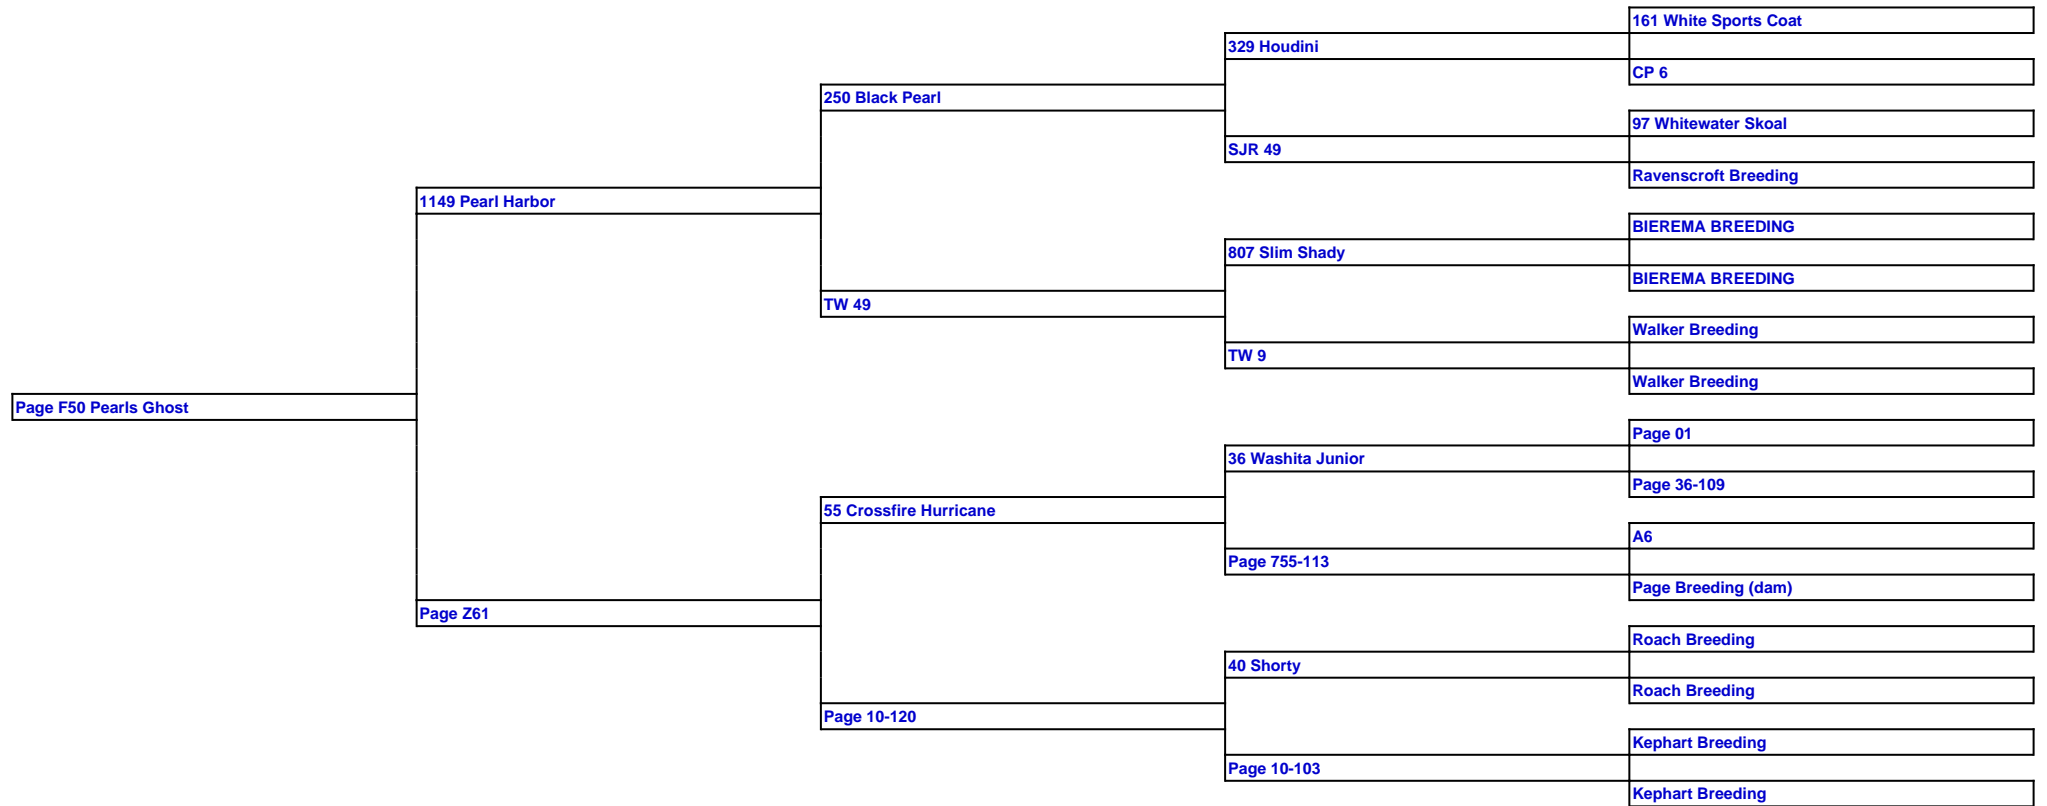 161 White Sports Coat
329 Houdini
CP 6
250 Black Pearl
97 Whitewater Skoal
SJR 49
Ravenscroft Breeding
1149 Pearl Harbor
BIEREMA BREEDING
807 Slim Shady
BIEREMA BREEDING
TW 49
Walker Breeding
TW 9
Walker Breeding
Page F50 Pearls Ghost
Page 01
36 Washita Junior
Page 36-109
55 Crossfire Hurricane
A6
Page 755-113
Page Breeding (dam)
Page Z61
Roach Breeding
40 Shorty
Roach Breeding
Page 10-120
Kephart Breeding
Page 10-103
Kephart Breeding